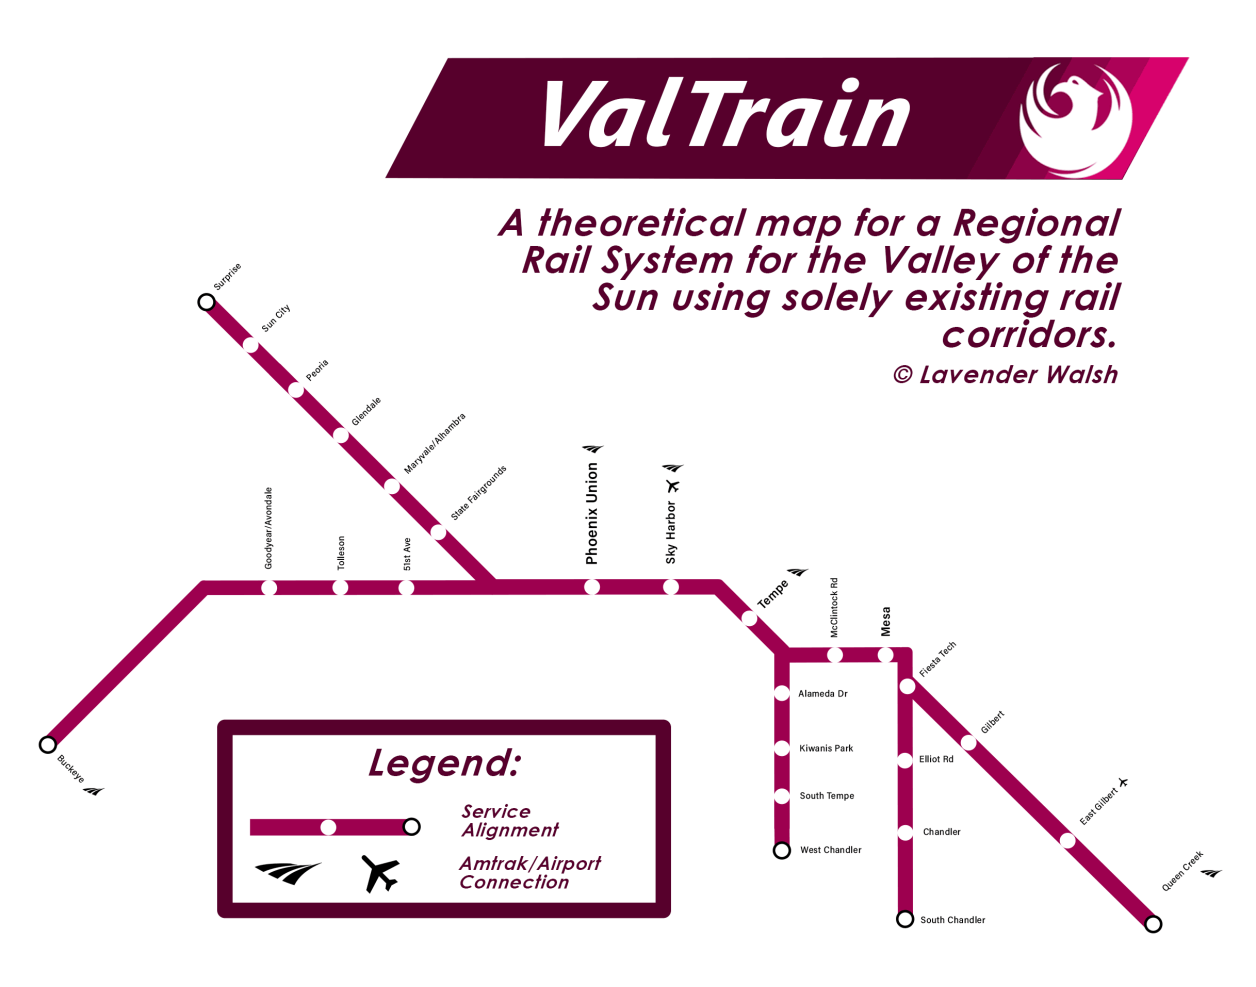 ValTrain
A theoretical map for a Regional
Rail System for the Valley of the
Sun using solely existing rail
corridors.
© Lavender Walsh
Surprise
Sun City
Peoria
Glendale
Maryvale/Alhambra
State Fairgrounds
Goodyear/Avondale
Tolleson
51st Ave
Phoenix Union
Sky Harbor
Tempe
McClintock Rd
Mesa
Fiesta Tech
Alameda Dr
Kiwanis Park
South Tempe
West Chandler
Elliot Rd
Chandler
South Chandler
Gilbert
East Gilbert
Queen Creek
Buckeye
Legend:
Service
Alignment
Amtrak/Airport
Connection